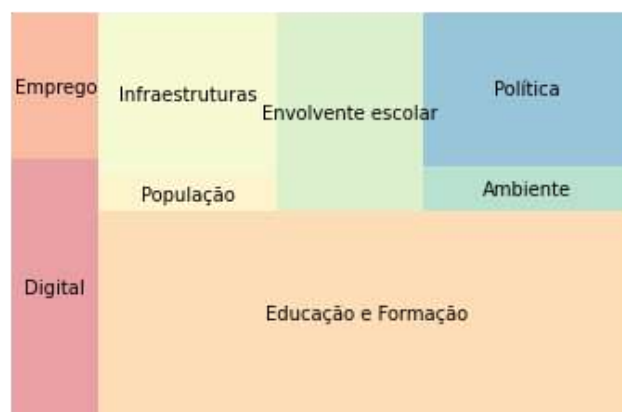 Emprego
Infraestruturas
Envolvente escolar
Política
População
Ambiente
Digital
Educação e Formação